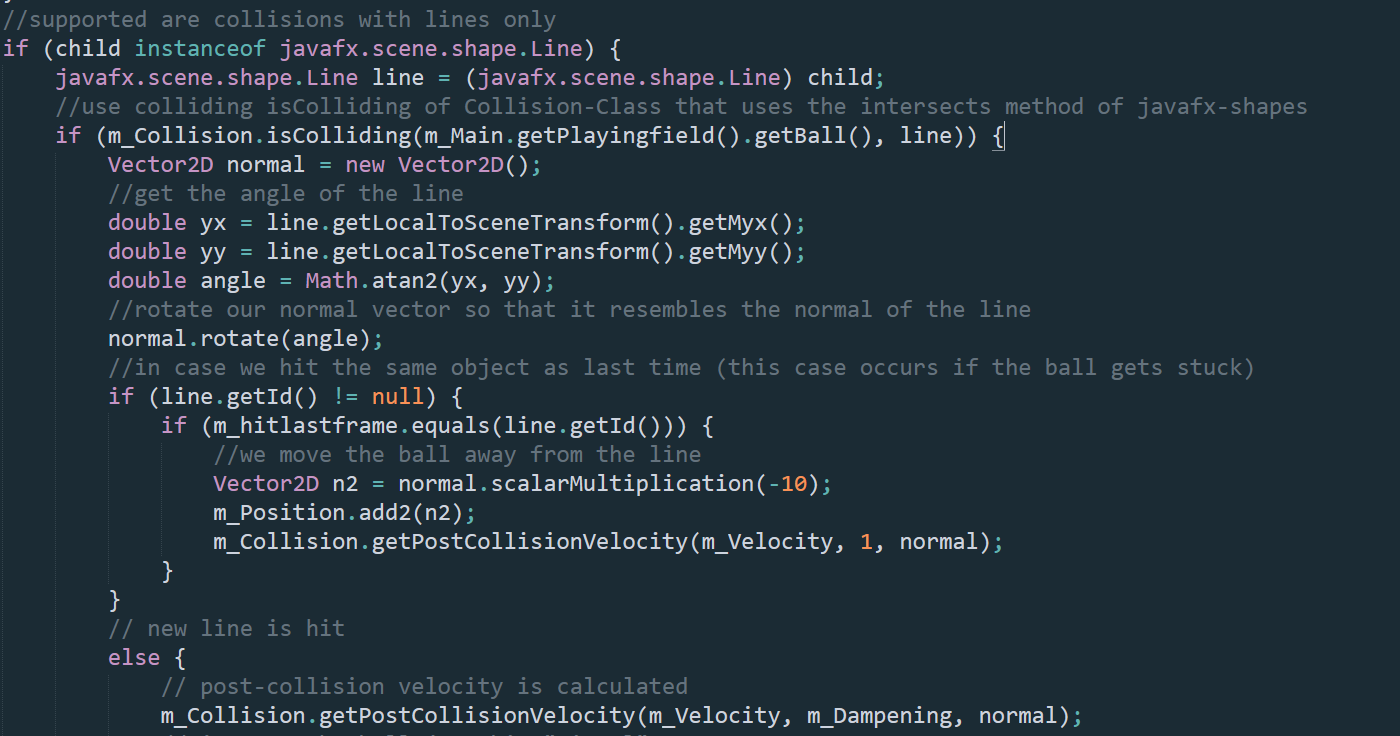 //supported are collisions with lines only
if (child instanceof javafx.scene.shape.Line) {
    javafx.scene.shape.Line line = (javafx.scene.shape.Line) child;
    //use colliding isColliding of Collision-Class that uses the intersects method of javafx-shapes
    if (m_Collision.isColliding(m_Main.getPlayingfield().getBall(), line)) {
        Vector2D normal = new Vector2D();
        //get the angle of the line
        double yx = line.getLocalToSceneTransform().getMyx();
        double yy = line.getLocalToSceneTransform().getMyy();
        double angle = Math.atan2(yx, yy);
        //rotate our normal vector so that it resembles the normal of the line
        normal.rotate(angle);
        //in case we hit the same object as last time (this case occurs if the ball gets stuck)
        if (line.getId() != null) {
            if (m_hitlastframe.equals(line.getId())) {
                //we move the ball away from the line
                Vector2D n2 = normal.scalarMultiplication(-10);
                m_Position.add2(n2);
                m_Collision.getPostCollisionVelocity(m_Velocity, 1, normal);
            }
        }
        // new line is hit
        else {
            // post-collision velocity is calculated
            m_Collision.getPostCollisionVelocity(m_Velocity, m_Dampening, normal);